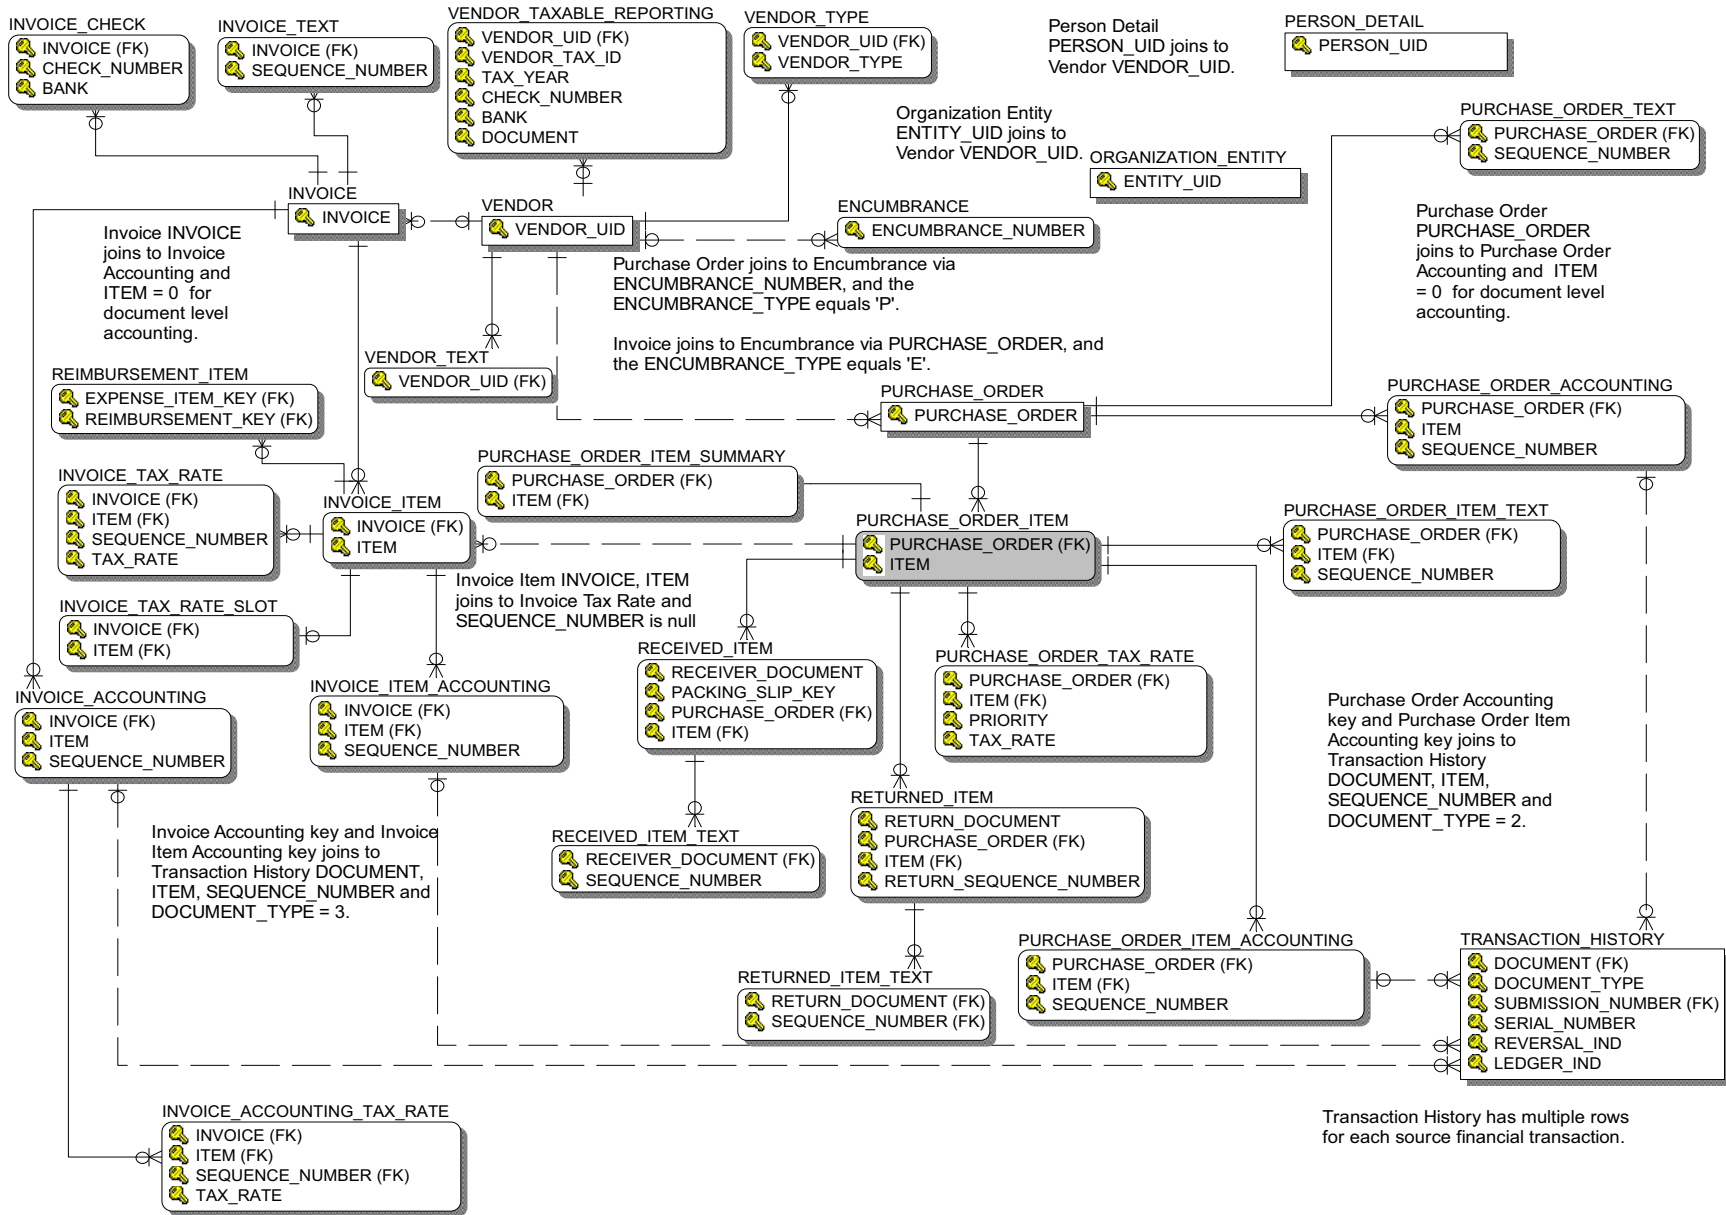 INVOICE_CHECK
INVOICE (FK)
CHECK_NUMBER
BANK
INVOICE_TEXT
INVOICE (FK)
SEQUENCE_NUMBER
VENDOR_TAXABLE_REPORTING
VENDOR_UID (FK)
VENDOR_TAX_ID
TAX_YEAR
CHECK_NUMBER
BANK
DOCUMENT
VENDOR_TYPE
VENDOR_UID (FK)
VENDOR_TYPE
Person Detail
PERSON_UID joins to
Vendor VENDOR_UID.
PERSON_DETAIL
PERSON_UID
Organization Entity
ENTITY_UID joins to
Vendor VENDOR_UID.
ORGANIZATION_ENTITY
ENTITY_UID
PURCHASE_ORDER_TEXT
PURCHASE_ORDER (FK)
SEQUENCE_NUMBER
INVOICE
INVOICE
VENDOR
VENDOR_UID
ENCUMBRANCE
ENCUMBRANCE_NUMBER
Invoice INVOICE
joins to Invoice
Accounting and
ITEM = 0  for
document level
accounting.
Purchase Order joins to Encumbrance via
ENCUMBRANCE_NUMBER, and the
ENCUMBRANCE_TYPE equals 'P'.
Invoice joins to Encumbrance via PURCHASE_ORDER, and
the ENCUMBRANCE_TYPE equals 'E'.
Purchase Order
PURCHASE_ORDER
joins to Purchase Order
Accounting and  ITEM
= 0  for document level
accounting.
VENDOR_TEXT
VENDOR_UID (FK)
REIMBURSEMENT_ITEM
EXPENSE_ITEM_KEY (FK)
REIMBURSEMENT_KEY (FK)
PURCHASE_ORDER
PURCHASE_ORDER
PURCHASE_ORDER_ACCOUNTING
PURCHASE_ORDER (FK)
ITEM
SEQUENCE_NUMBER
INVOICE_TAX_RATE
INVOICE (FK)
ITEM (FK)
SEQUENCE_NUMBER
TAX_RATE
INVOICE_ITEM
INVOICE (FK)
ITEM
PURCHASE_ORDER_ITEM_SUMMARY
PURCHASE_ORDER (FK)
ITEM (FK)
PURCHASE_ORDER_ITEM
PURCHASE_ORDER (FK)
ITEM
PURCHASE_ORDER_ITEM_TEXT
PURCHASE_ORDER (FK)
ITEM (FK)
SEQUENCE_NUMBER
Invoice Item INVOICE, ITEM
joins to Invoice Tax Rate and
SEQUENCE_NUMBER is null
INVOICE_TAX_RATE_SLOT
INVOICE (FK)
ITEM (FK)
INVOICE_ACCOUNTING
INVOICE (FK)
ITEM
SEQUENCE_NUMBER
INVOICE_ITEM_ACCOUNTING
INVOICE (FK)
ITEM (FK)
SEQUENCE_NUMBER
RECEIVED_ITEM
RECEIVER_DOCUMENT
PACKING_SLIP_KEY
PURCHASE_ORDER (FK)
ITEM (FK)
PURCHASE_ORDER_TAX_RATE
PURCHASE_ORDER (FK)
ITEM (FK)
PRIORITY
TAX_RATE
Purchase Order Accounting
key and Purchase Order Item
Accounting key joins to
Transaction History
DOCUMENT, ITEM,
SEQUENCE_NUMBER and
DOCUMENT_TYPE = 2.
Invoice Accounting key and Invoice
Item Accounting key joins to
Transaction History DOCUMENT,
ITEM, SEQUENCE_NUMBER and
DOCUMENT_TYPE = 3.
RECEIVED_ITEM_TEXT
RECEIVER_DOCUMENT (FK)
SEQUENCE_NUMBER
RETURNED_ITEM
RETURN_DOCUMENT
PURCHASE_ORDER (FK)
ITEM (FK)
RETURN_SEQUENCE_NUMBER
RETURNED_ITEM_TEXT
RETURN_DOCUMENT (FK)
SEQUENCE_NUMBER (FK)
PURCHASE_ORDER_ITEM_ACCOUNTING
PURCHASE_ORDER (FK)
ITEM (FK)
SEQUENCE_NUMBER
TRANSACTION_HISTORY
DOCUMENT (FK)
DOCUMENT_TYPE
SUBMISSION_NUMBER (FK)
SERIAL_NUMBER
REVERSAL_IND
LEDGER_IND
INVOICE_ACCOUNTING_TAX_RATE
INVOICE (FK)
ITEM (FK)
SEQUENCE_NUMBER (FK)
TAX_RATE
Transaction History has multiple rows
for each source financial transaction.